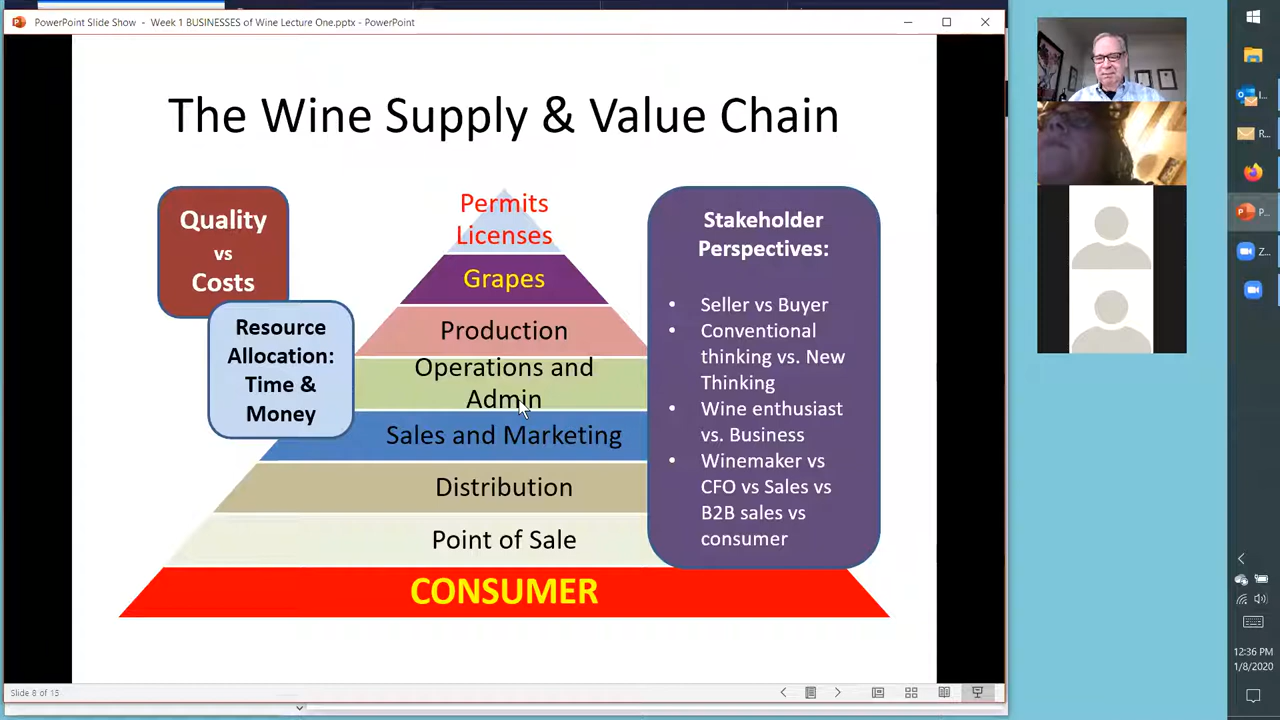 PowerPoint Slide Show - Week 1 BUSINESSES of Wine Lecture One.pptx - PowerPoint
The Wine Supply & Value Chain
Quality
vs
Costs
Resource
Allocation:
Time &
Money
Permits
Licenses
Grapes
Production
Operations and
Admin
Sales and Marketing
Distribution
Point of Sale
CONSUMER
Stakeholder
Perspectives:
• Seller vs Buyer
• Conventional
thinking vs. New
Thinking
• Wine enthusiast
vs. Business
• Winemaker vs
CFO vs Sales vs
B2B sales vs
consumer
Slide 8 of 15
I...
R...
P...
Z...
12:36 PM
1/8/2020